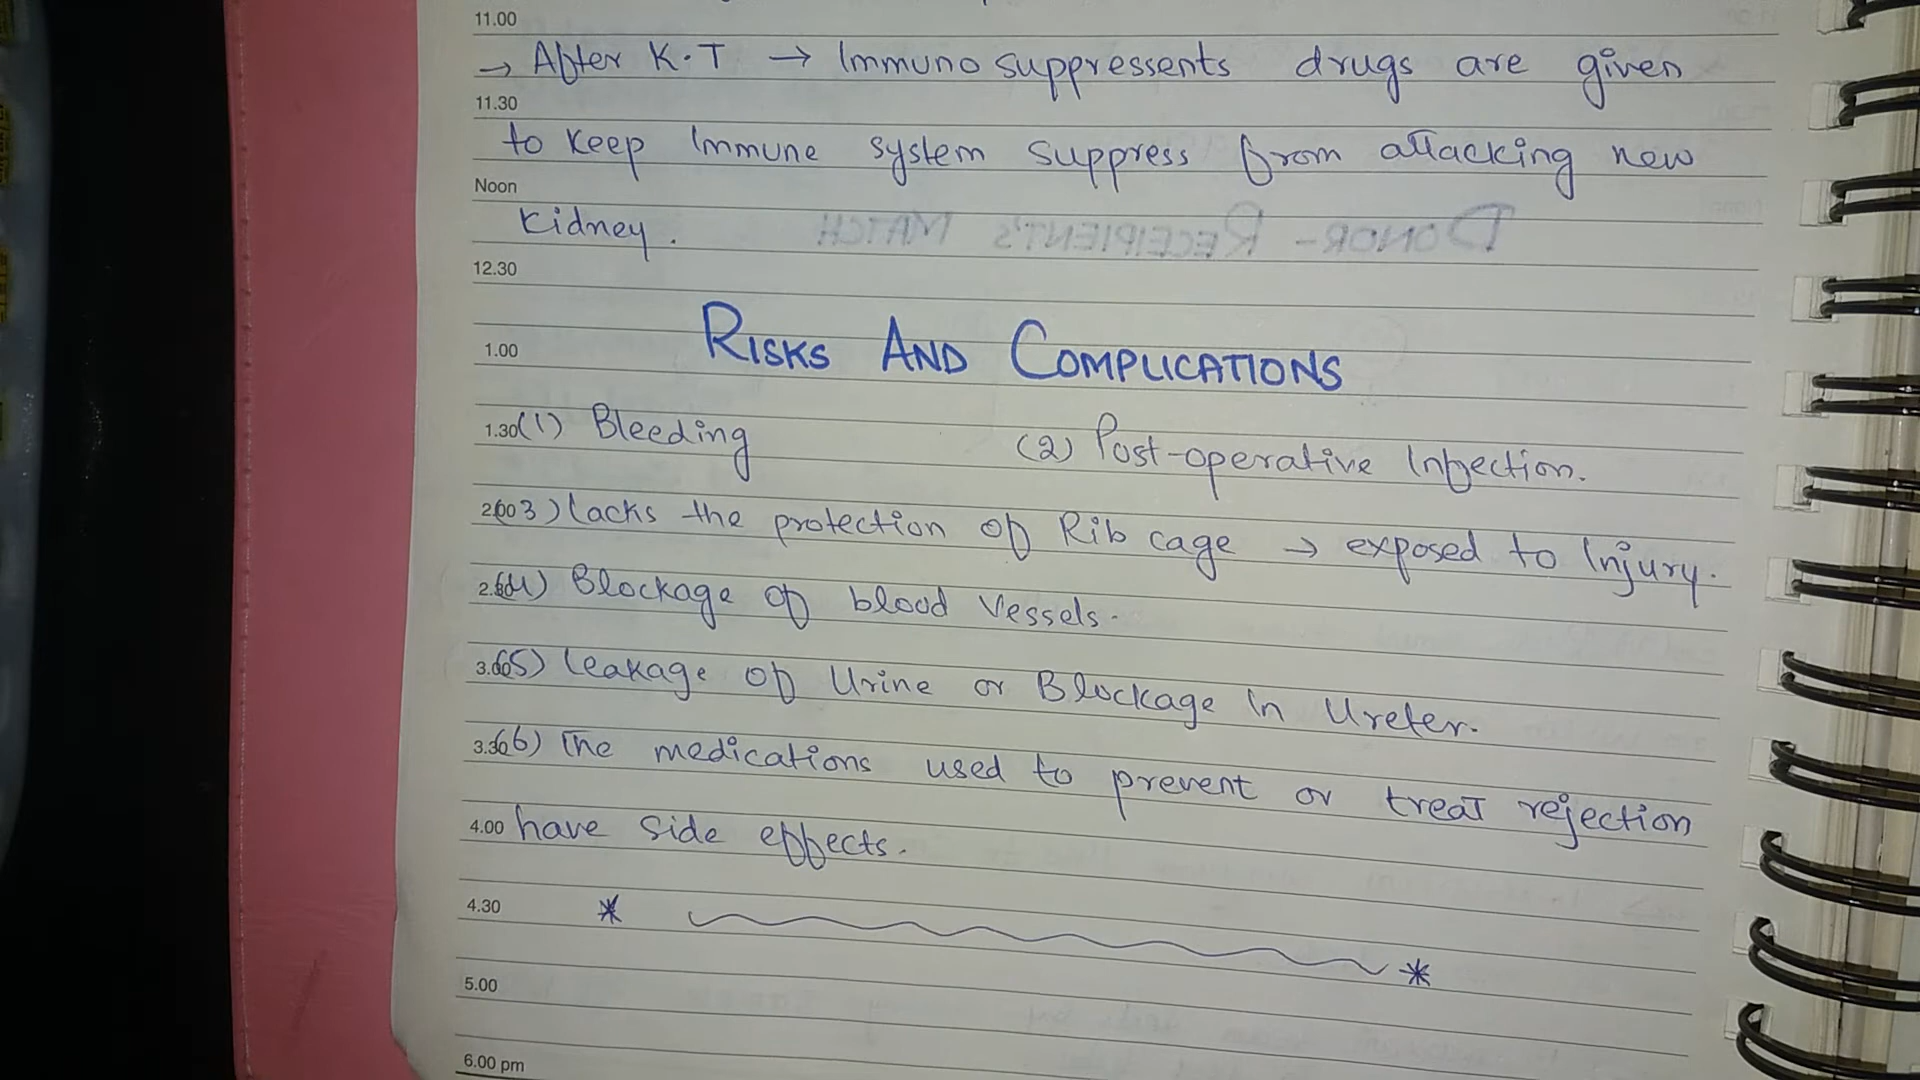 11.00
→ After K.T → Immuno suppressents drugs are given
11.30
to keep Immune system suppress from attacking new
Noon
kidney.
DONOR- RECEIPIENT'S MATCH
12.30
RISKS AND COMPLICATIONS
1.00
1.30 (1) Bleeding (2) Post-operative Infection.
2.00 (3) lacks the protection of Rib cage → exposed to Injury.
2.30 (4) Blockage of blood Vessels.
3.00 (5) Leakage of Urine or Blockage In Ureter.
3.30 (6) The medications used to prevent or treat rejection
4.00 have side effects.
4.30
5.00
6.00 pm